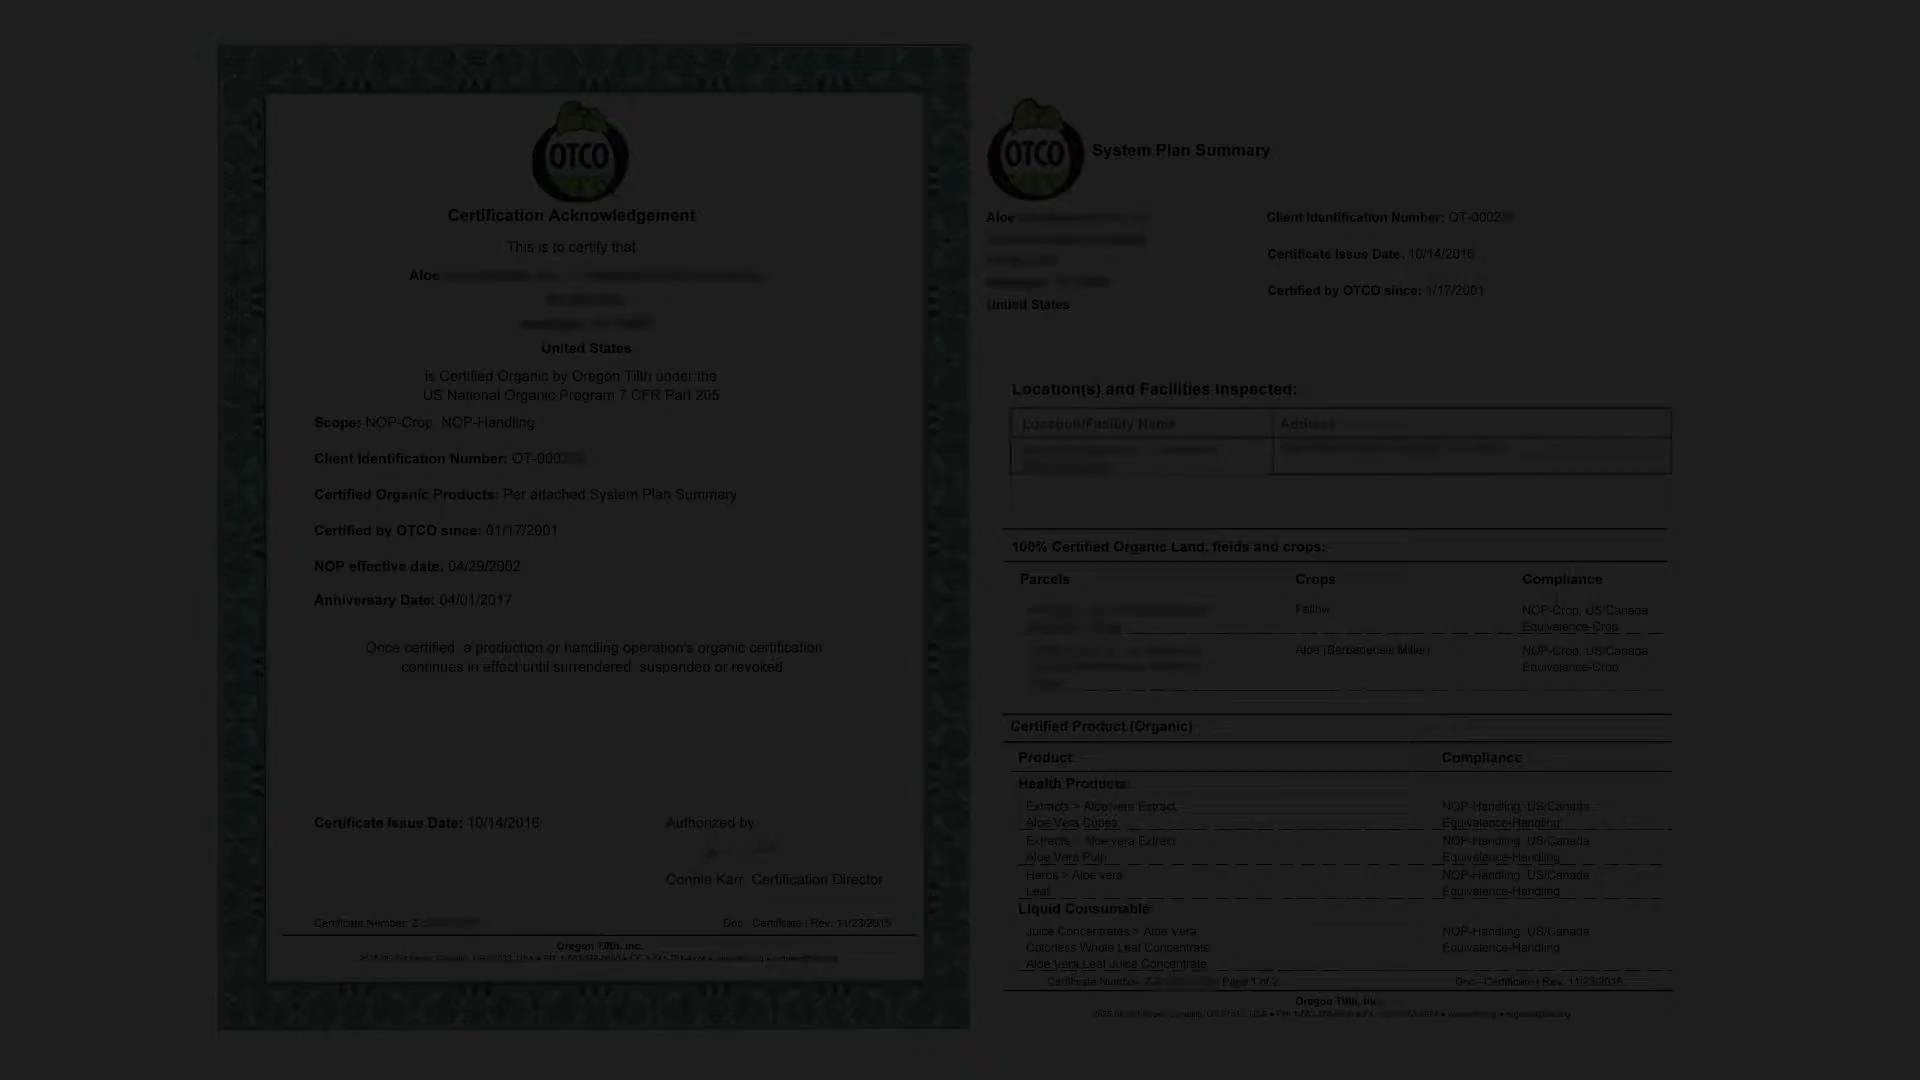 OTCO
Certification Acknowledgement
This is to certify that
Aloe
United States
is Certified Organic by Oregon Tilth under the
US National Organic Program 7 CFR Part 205
Scope: NOP-Crop, NOP-Handling
Client Identification Number: OT-000
Certified Organic Products: Per attached System Plan Summary
Certified by OTCO since: 01/17/2001
NOP effective date: 04/29/2002
Anniversary Date: 04/01/2017
Once certified, a production or handling operation's organic certification
continues in effect until surrendered, suspended or revoked
Certificate Issue Date: 10/14/2016
Authorized by
Connie Karr, Certification Director
Certificate Number: Z
Doc - Certificate | Rev. 11/23/2015
Oregon Tilth, Inc.
OTCO
System Plan Summary
Aloe
United States
Client Identification Number: OT-0002
Certificate Issue Date: 10/14/2016
Certified by OTCO since: 1/17/2001
Location(s) and Facilities Inspected:
Location/Facility Name Address
100% Certified Organic Land, fields and crops:
Parcels Crops Compliance
Fallow NOP-Crop, US/Canada
Equivalence-Crop
Aloe (Barbanecais Miller) NOP-Crop, US/Canada
Equivalence-Crop
Certified Product (Organic)
Product Compliance
Health Products:
Extracts > Aloe vera Extract NOP-Handling, US/Canada
Aloe Vera Cubes Equivalence-Handling
Extracts > Aloe vera Extract NOP-Handling, US/Canada
Aloe Vera Pulp Equivalence-Handling
Herbs > Aloe vera NOP-Handling, US/Canada
Leaf Equivalence-Handling
Liquid Consumable:
Juice Concentrates > Aloe Vera NOP-Handling, US/Canada
Colorless Whole Leaf Concentrate Equivalence-Handling
Aloe Vera Leaf Juice Concentrate
Certificate Number: Z | Page 1 of 2 Doc - Certificate | Rev. 11/23/2015
Oregon Tilth, Inc.